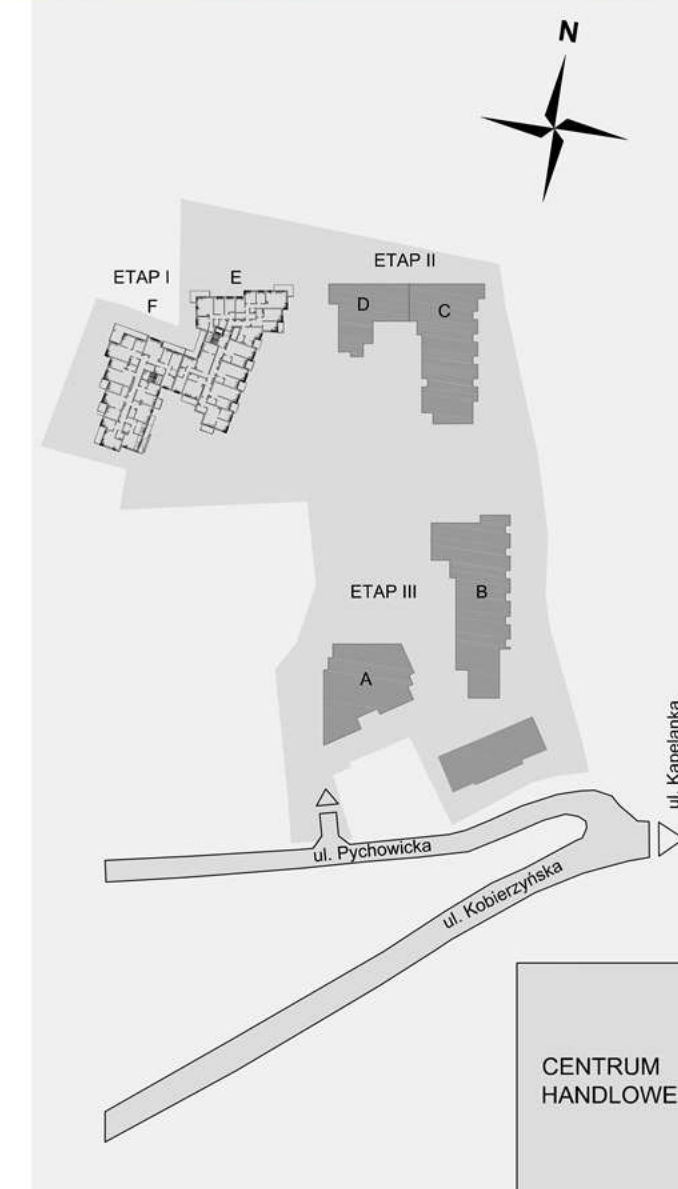 N
ETAP II
ETAP I
E
F
D
C
ETAP III
B
A
ul. Kapelanka
ul. Pychowicka
ul. Kobierzyńska
CENTRUM
HANDLOWE